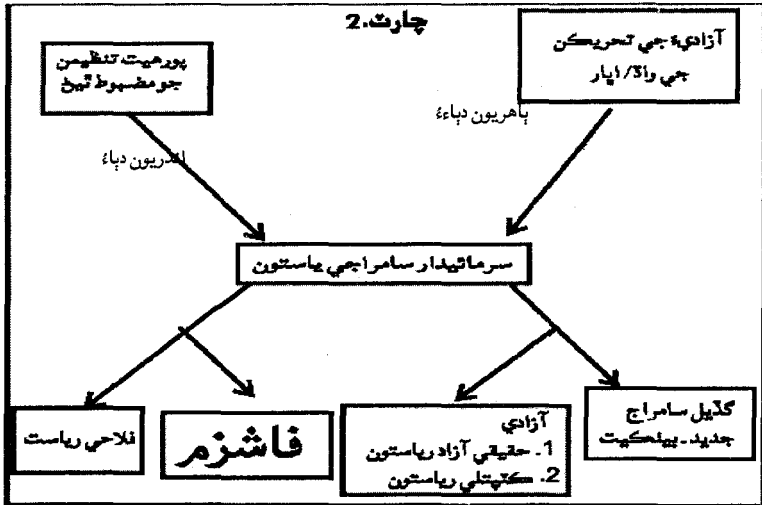 چارٽ.2
آزاديءَ جي تحريڪن
جي واڌ/ اڀار
پورهيت تنظيمن
جو مضبوط ٿيڻ
ٻاهريون دٻاءُ
اندريون دٻاءُ
سرمائيدار سامراجي رياستون
گڏيل سامراج
جديد۔بيٺڪيت
آزادي
1۔ حقيقي آزاد رياستون
2۔ ڪٺپتلي رياستون
فاشزم
فلاحي رياست